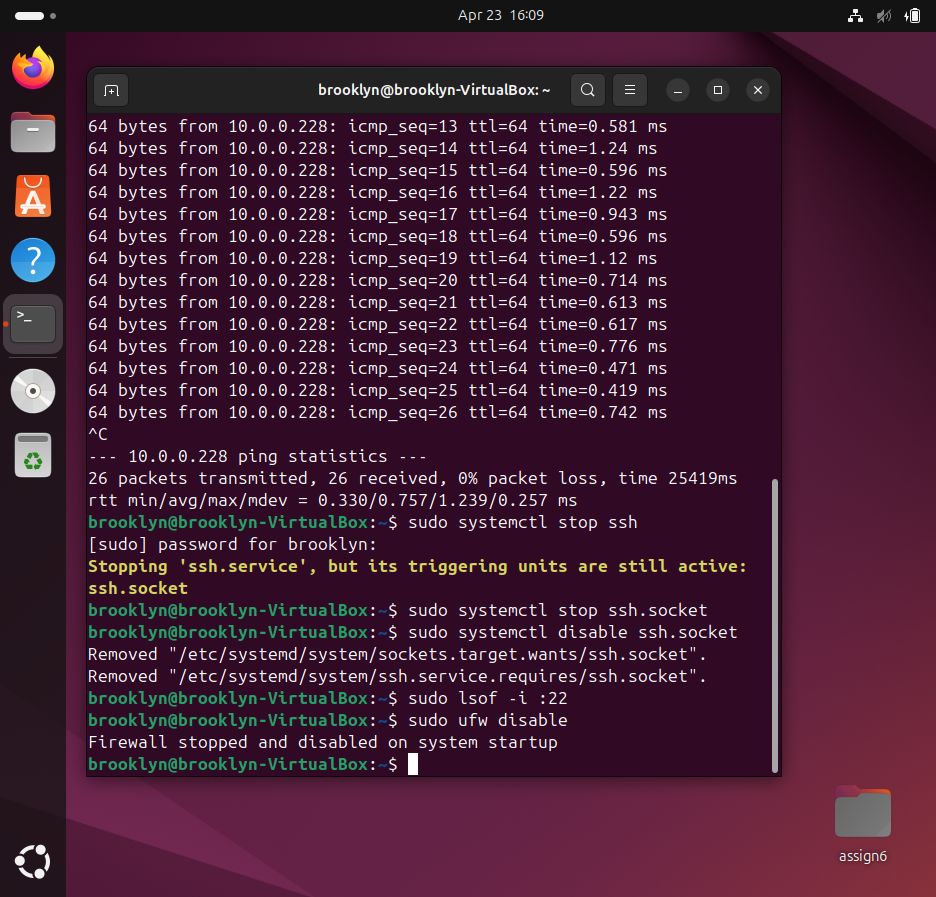 Apr 23 16:09
brooklyn@brooklyn-VirtualBox: ~
64 bytes from 10.0.0.228: icmp_seq=13 ttl=64 time=0.581 ms
64 bytes from 10.0.0.228: icmp_seq=14 ttl=64 time=1.24 ms
64 bytes from 10.0.0.228: icmp_seq=15 ttl=64 time=0.596 ms
64 bytes from 10.0.0.228: icmp_seq=16 ttl=64 time=1.22 ms
64 bytes from 10.0.0.228: icmp_seq=17 ttl=64 time=0.943 ms
64 bytes from 10.0.0.228: icmp_seq=18 ttl=64 time=0.596 ms
64 bytes from 10.0.0.228: icmp_seq=19 ttl=64 time=1.12 ms
64 bytes from 10.0.0.228: icmp_seq=20 ttl=64 time=0.714 ms
64 bytes from 10.0.0.228: icmp_seq=21 ttl=64 time=0.613 ms
64 bytes from 10.0.0.228: icmp_seq=22 ttl=64 time=0.617 ms
64 bytes from 10.0.0.228: icmp_seq=23 ttl=64 time=0.776 ms
64 bytes from 10.0.0.228: icmp_seq=24 ttl=64 time=0.471 ms
64 bytes from 10.0.0.228: icmp_seq=25 ttl=64 time=0.419 ms
64 bytes from 10.0.0.228: icmp_seq=26 ttl=64 time=0.742 ms
^C
--- 10.0.0.228 ping statistics ---
26 packets transmitted, 26 received, 0% packet loss, time 25419ms
rtt min/avg/max/mdev = 0.330/0.757/1.239/0.257 ms
brooklyn@brooklyn-VirtualBox:~$ sudo systemctl stop ssh
[sudo] password for brooklyn:
Stopping 'ssh.service', but its triggering units are still active:
ssh.socket
brooklyn@brooklyn-VirtualBox:~$ sudo systemctl stop ssh.socket
brooklyn@brooklyn-VirtualBox:~$ sudo systemctl disable ssh.socket
Removed "/etc/systemd/system/sockets.target.wants/ssh.socket".
Removed "/etc/systemd/system/ssh.service.requires/ssh.socket".
brooklyn@brooklyn-VirtualBox:~$ sudo lsof -i :22
brooklyn@brooklyn-VirtualBox:~$ sudo ufw disable
Firewall stopped and disabled on system startup
brooklyn@brooklyn-VirtualBox:~$
assign6